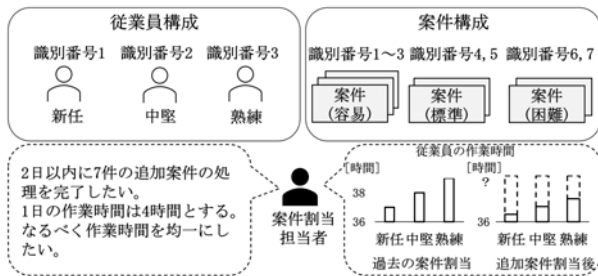 従業員構成
識別番号1
識別番号2
識別番号3
新任
中堅
熟練
案件構成
識別番号1～3
識別番号4, 5
識別番号6, 7
案件
(容易)
案件
(標準)
案件
(困難)
2日以内に7件の追加案件の処
理を完了したい。
1日の作業時間は4時間とする。
なるべく作業時間を均一にし
たい。
案件割当
担当者
従業員の作業時間
[時間]
38
36
新任 中堅 熟練
過去の案件割当
[時間]
?
36
新任 中堅 熟練
追加案件割当後